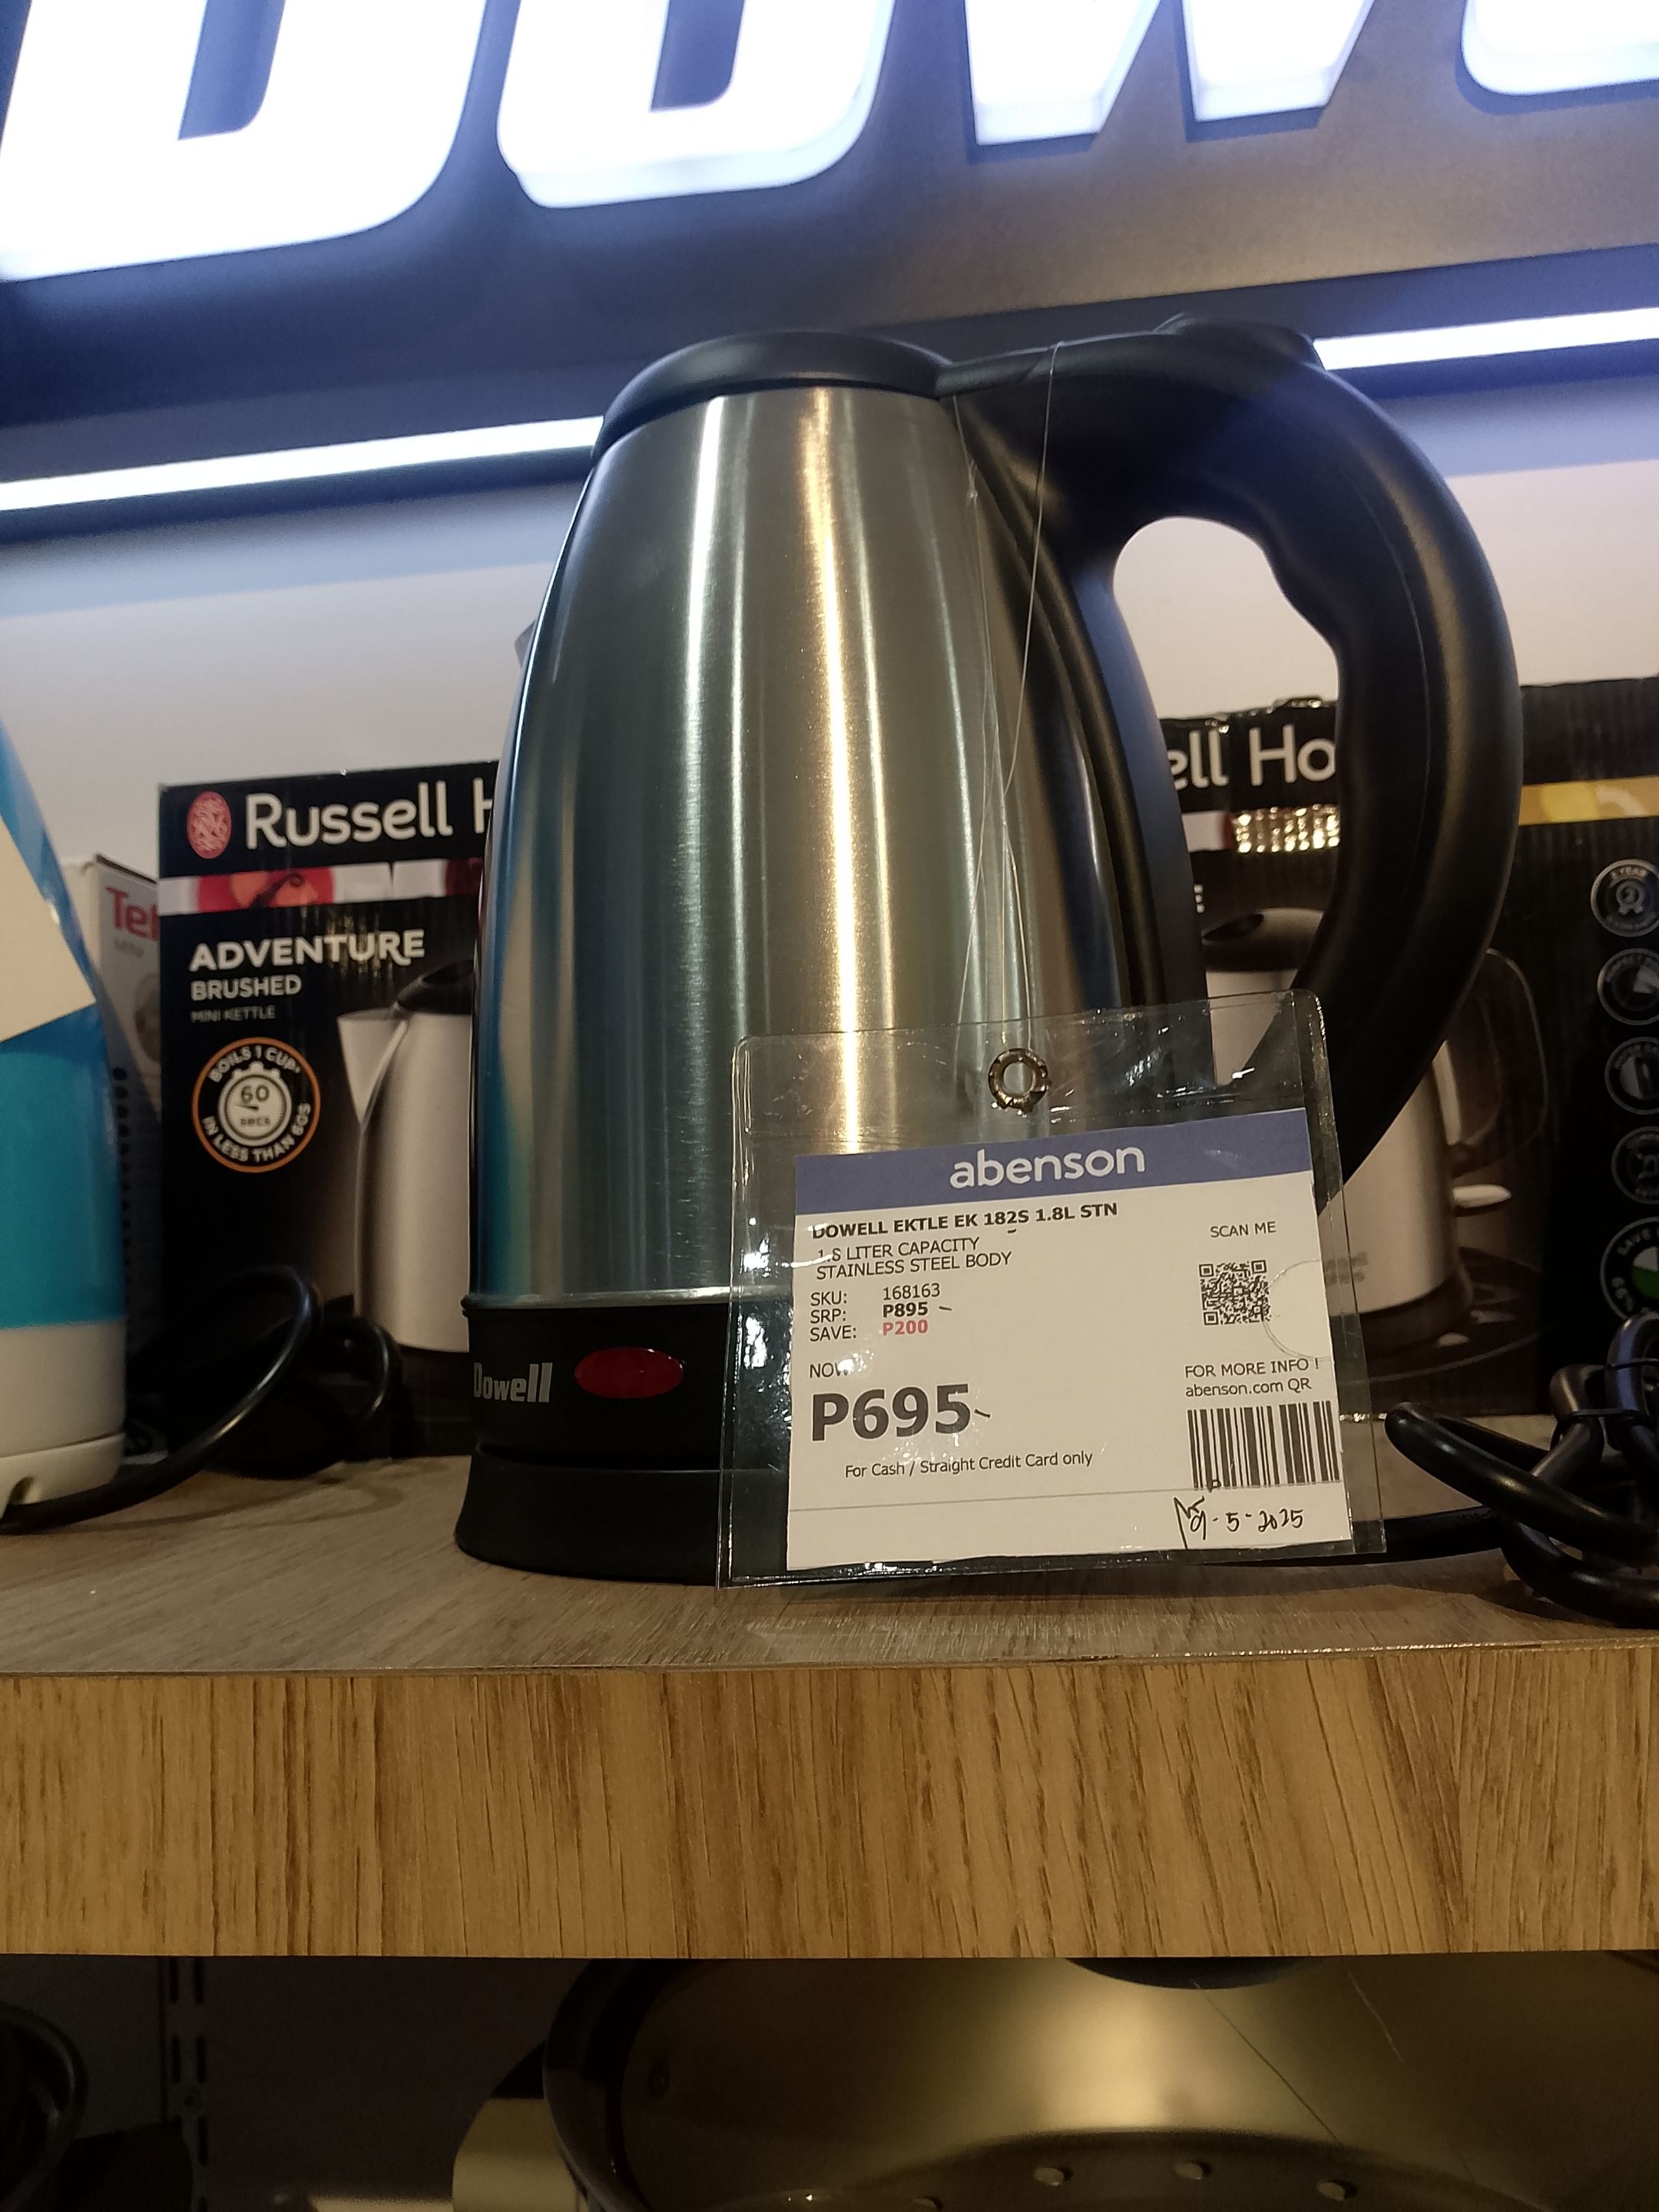 Dowe
Russell H
ell Ho
Tef
ADVENTURE
BRUSHED
MINI KETTLE
BOILS 1 CUP*
60
secs
IN LESS THAN 60S
abenson
DOWELL EKTLE EK 182S 1.8L STN
1.8 LITER CAPACITY
STAINLESS STEEL BODY
SCAN ME
SKU: 168163
SRP: P895
SAVE: P200
NOW
P695
For Cash / Straight Credit Card only
FOR MORE INFO !
abenson.com QR
9-5-2025
Dowell